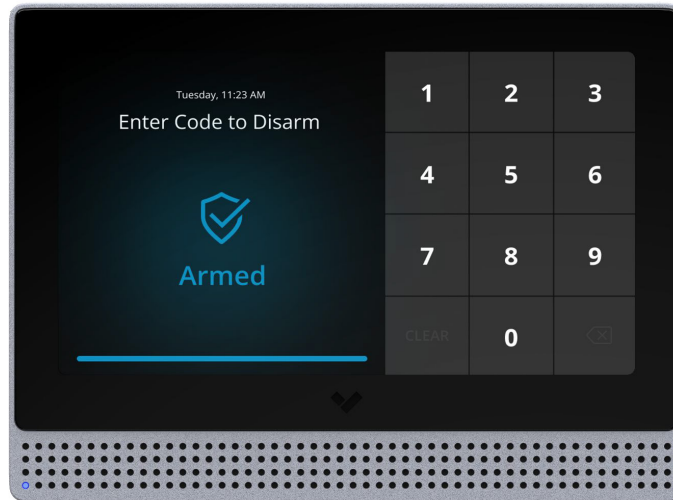 Tuesday, 11:23 AM
Enter Code to Disarm
Armed
1 2 3
4 5 6
7 8 9
CLEAR 0